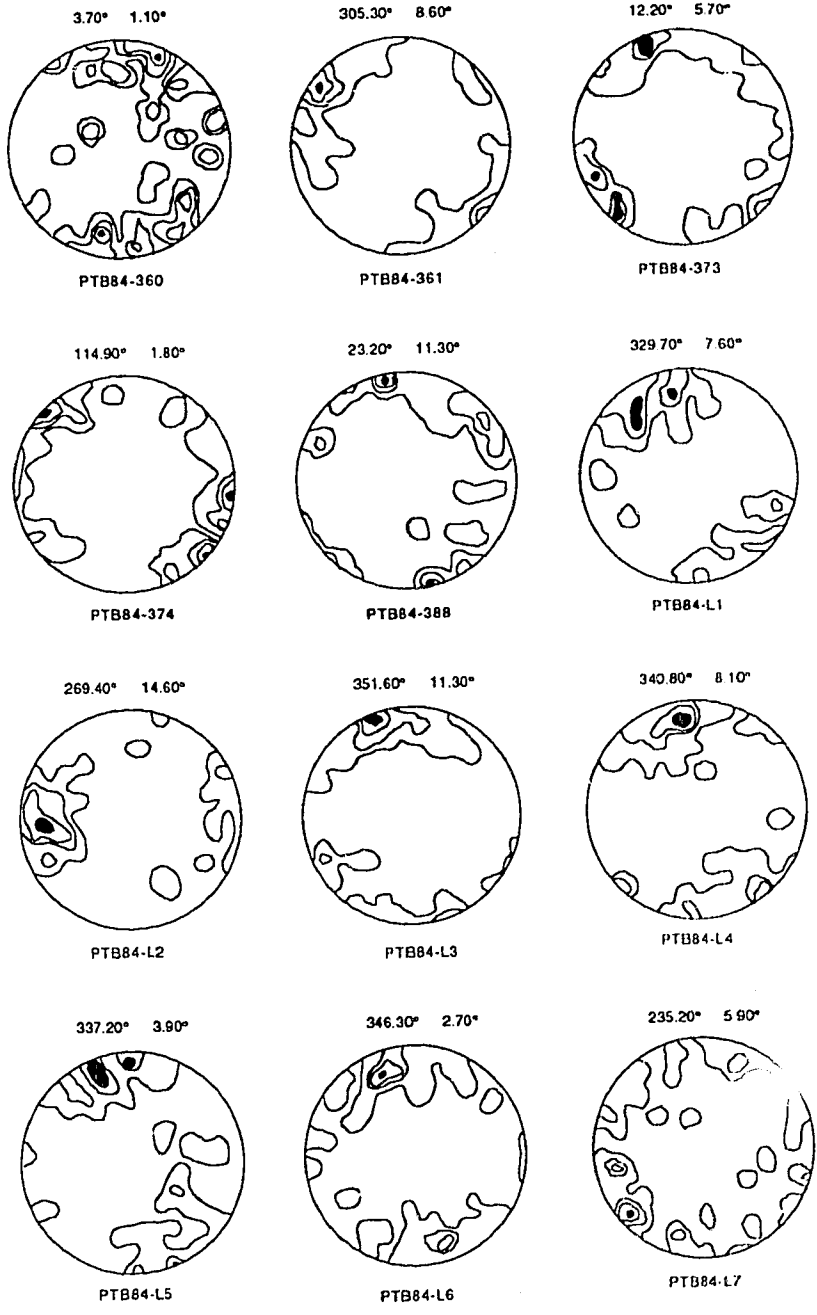 3.70° 1.10° 305.30° 8.60° 12.20° 5.70°
PTB84-360 PTB84-361 PTB84-373
114.90° 1.80° 23.20° 11.30° 329.70° 7.60°
PTB84-374 PTB84-388 PTB84-L1
269.40° 14.60° 351.60° 11.30° 340.80° 8.10°
PTB84-L2 PTB84-L3 PTB84-L4
337.20° 3.90° 346.30° 2.70° 235.20° 5.90°
PTB84-L5 PTB84-L6 PTB84-L7